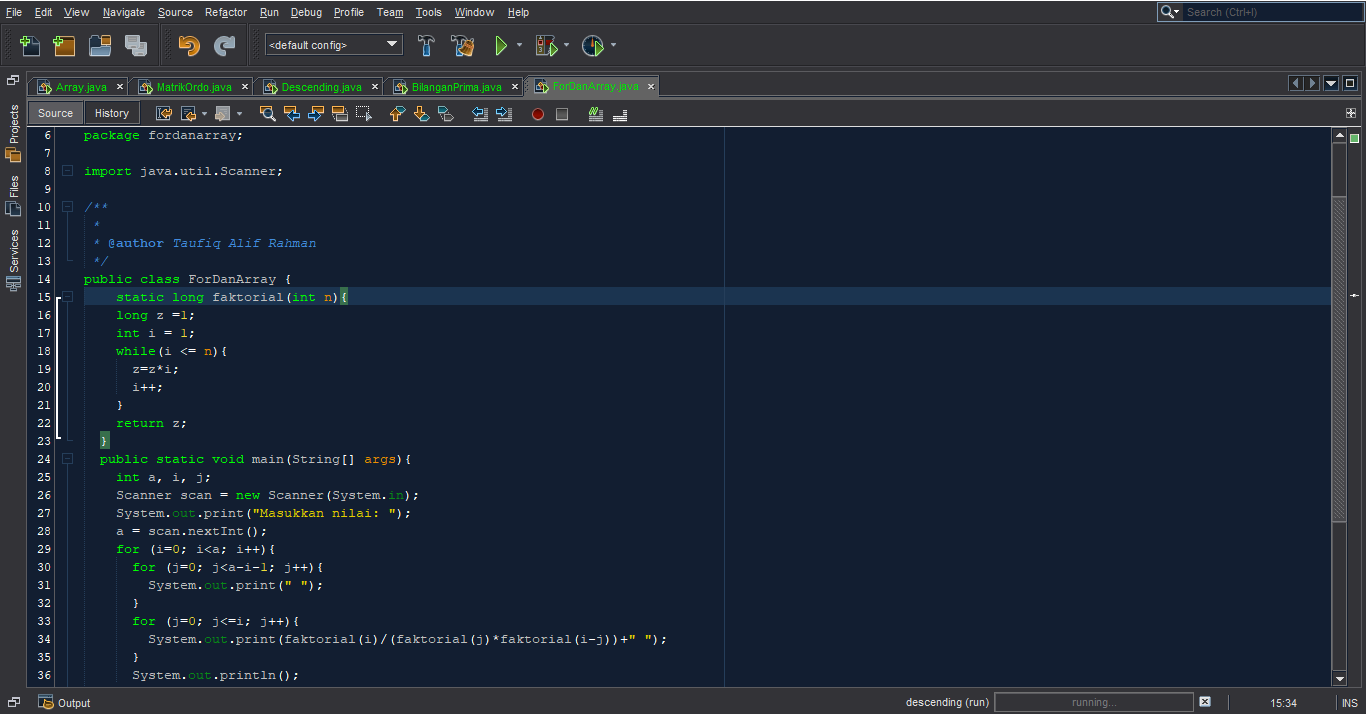 File Edit View Navigate Source Refactor Run Debug Profile Team Tools Window Help
Search (Ctrl+I)
<default config>
Array.java MatrikOrdo.java Descending.java BilanganPrima.java ForDanArray.java
Source History
Projects
Files
Services
6 package fordanarray;
7
8 import java.util.Scanner;
9
10 /**
11 *
12 * @author Taufiq Alif Rahman
13 */
14 public class ForDanArray {
15 static long faktorial(int n){
16 long z =1;
17 int i = 1;
18 while(i <= n){
19 z=z*i;
20 i++;
21 }
22 return z;
23 }
24 public static void main(String[] args){
25 int a, i, j;
26 Scanner scan = new Scanner(System.in);
27 System.out.print("Masukkan nilai: ");
28 a = scan.nextInt();
29 for (i=0; i<a; i++){
30 for (j=0; j<a-i-1; j++){
31 System.out.print(" ");
32 }
33 for (j=0; j<=i; j++){
34 System.out.print(faktorial(i)/(faktorial(j)*faktorial(i-j))+" ");
35 }
36 System.out.println();
Output
descending (run) running... 15:34 INS